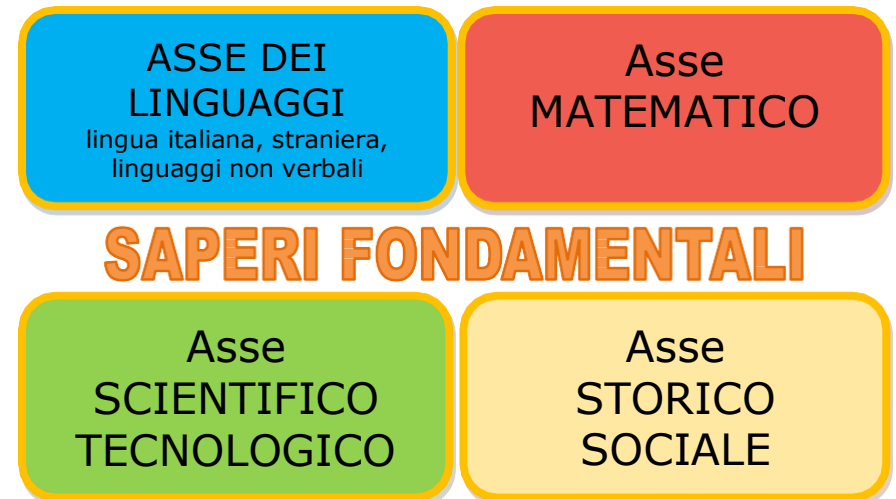 ASSE DEI
LINGUAGGI
lingua italiana, straniera,
linguaggi non verbali
Asse
MATEMATICO
SAPERI FONDAMENTALI
Asse
SCIENTIFICO
TECNOLOGICO
Asse
STORICO
SOCIALE